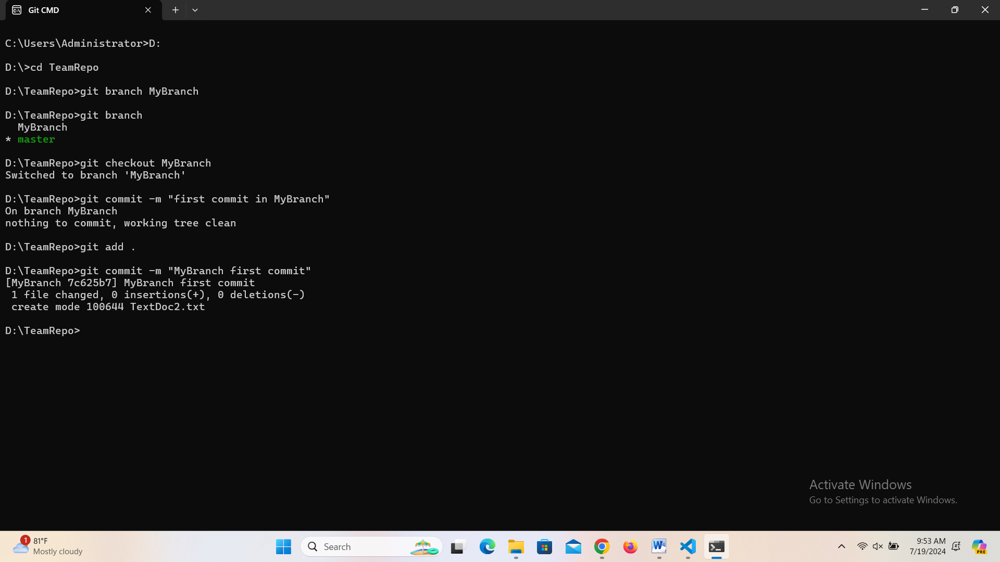 Git CMD
C:\Users\Administrator>D:
D:\>cd TeamRepo
D:\TeamRepo>git branch MyBranch
D:\TeamRepo>git branch
  MyBranch
* master
D:\TeamRepo>git checkout MyBranch
Switched to branch 'MyBranch'
D:\TeamRepo>git commit -m "first commit in MyBranch"
On branch MyBranch
nothing to commit, working tree clean
D:\TeamRepo>git add .
D:\TeamRepo>git commit -m "MyBranch first commit"
[MyBranch 7c625b7] MyBranch first commit
 1 file changed, 0 insertions(+), 0 deletions(-)
 create mode 100644 TextDoc2.txt
D:\TeamRepo>
Activate Windows
Go to Settings to activate Windows.
1
81°F
Mostly cloudy
Search
9:53 AM
7/19/2024
PRE